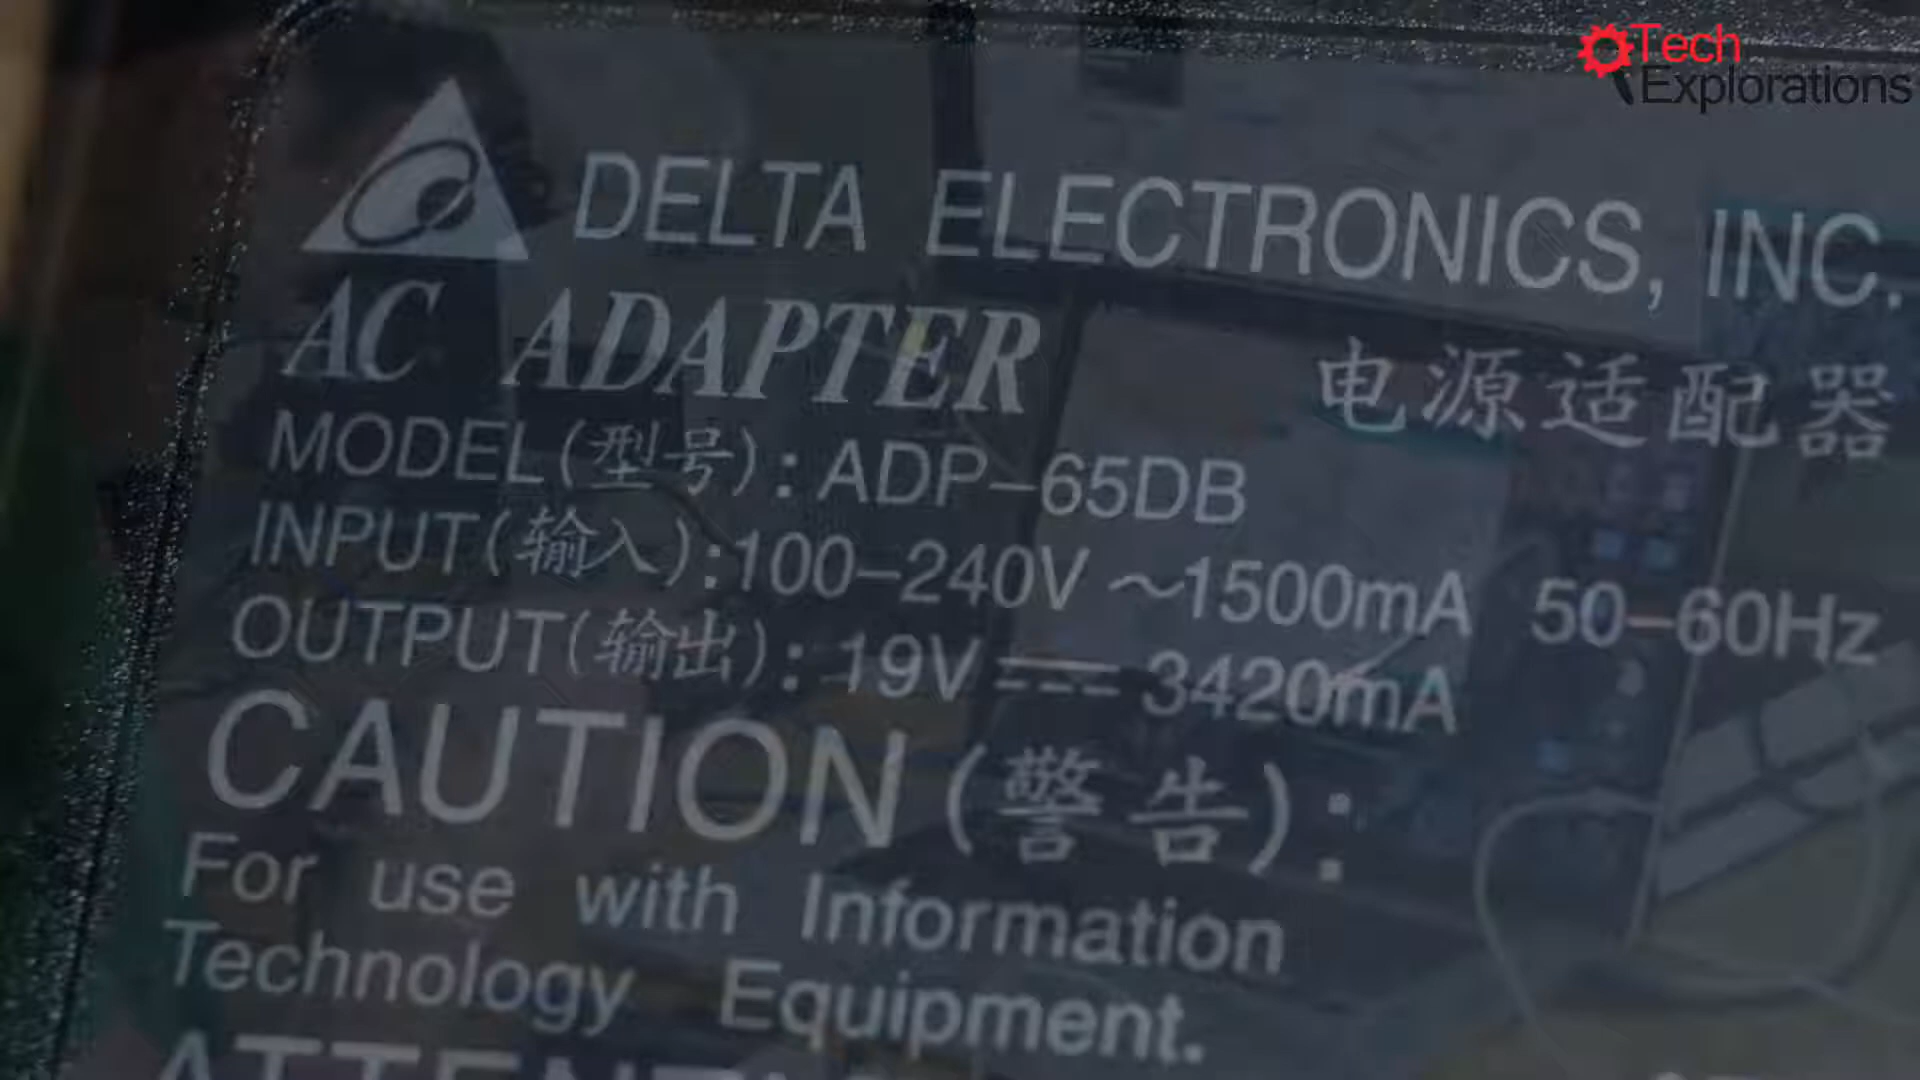 Tech
Explorations
DELTA ELECTRONICS, INC.
AC ADAPTER 电源适配器
MODEL(型号): ADP-65DB
INPUT(输入):100-240V ~1500mA 50-60Hz
OUTPUT(输出): 19V⎓3420mA
CAUTION(警告):
For use with Information
Technology Equipment.